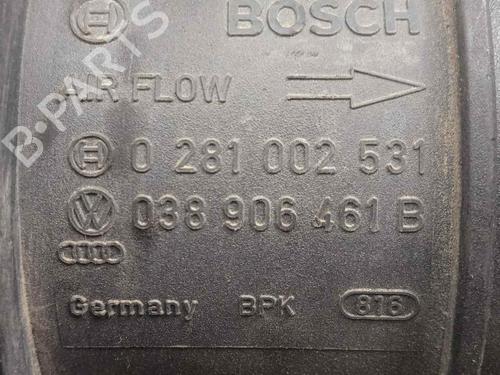 BOSCH
AIR FLOW
0 281 002 531
038 906 461 B
Germany BPK 816
B-PARTS